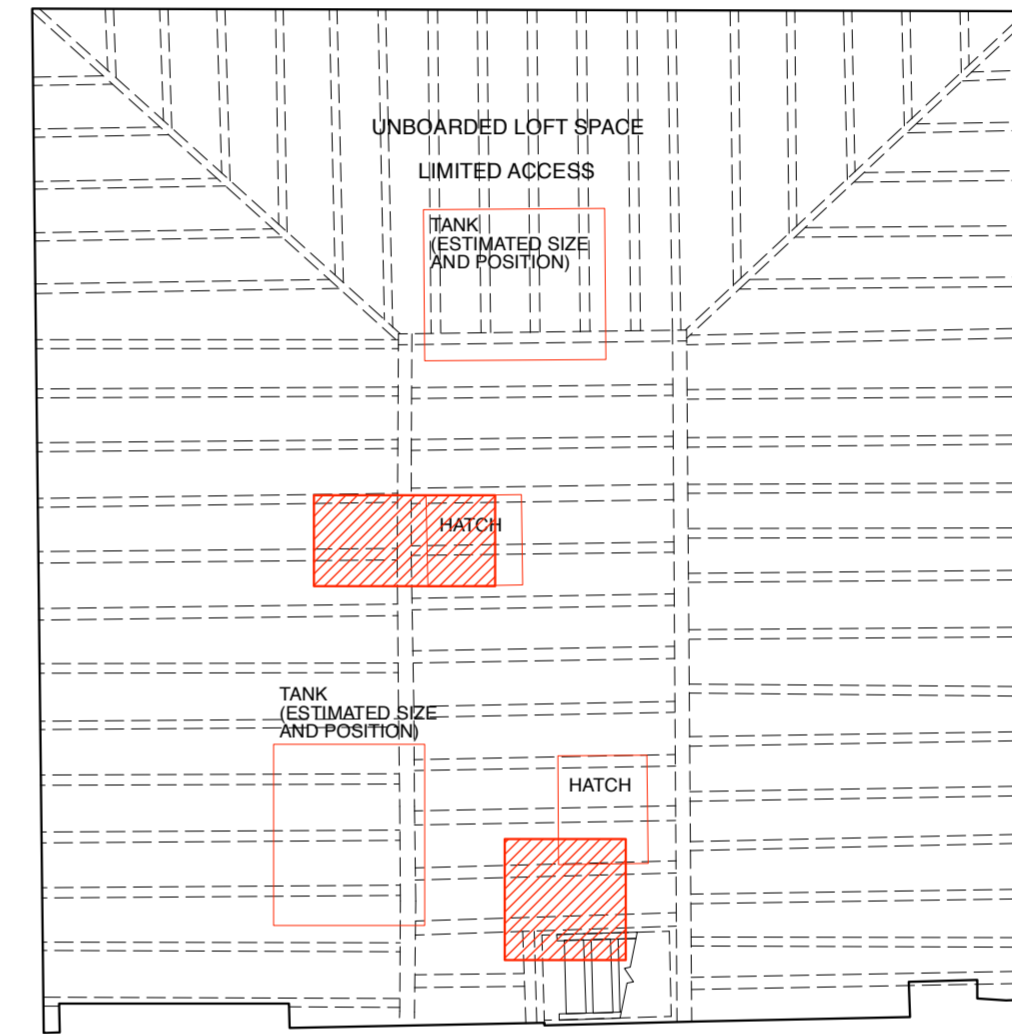 UNBOARDED LOFT SPACE
LIMITED ACCESS
TANK
(ESTIMATED SIZE
AND POSITION)
HATCH
TANK
(ESTIMATED SIZE
AND POSITION)
HATCH